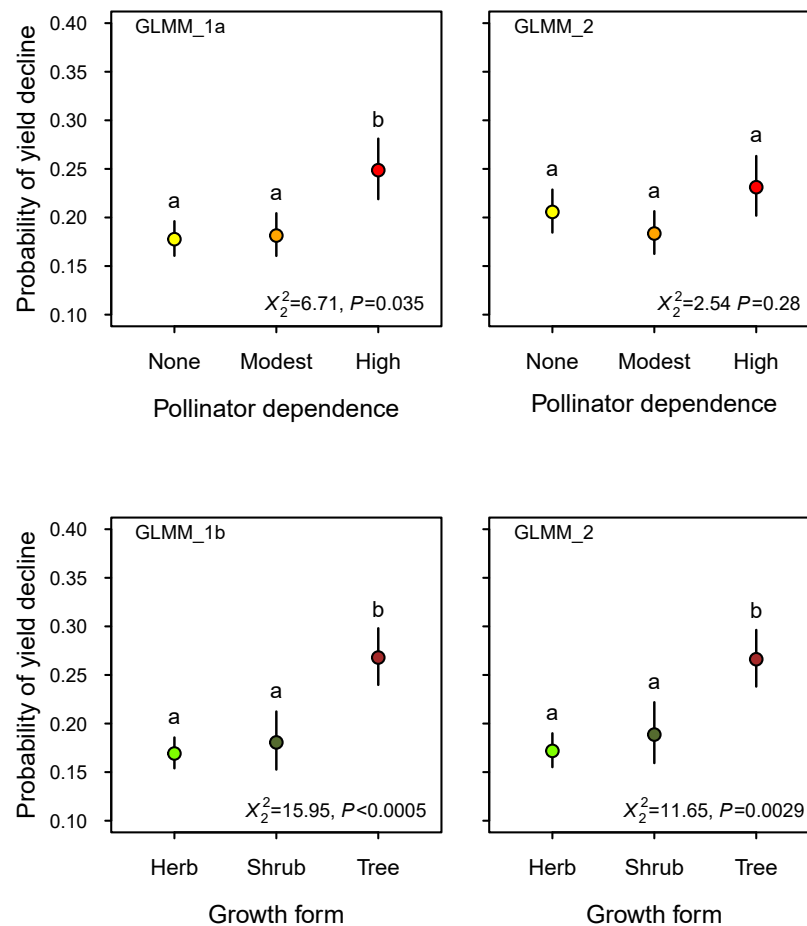 GLMM_1a
Probability of yield decline
0.40
0.35
0.30
0.25
0.20
0.15
0.10
a
a
b
X₂²=6.71, P=0.035
None Modest High
Pollinator dependence
GLMM_2
a
a
a
X₂²=2.54 P=0.28
None Modest High
Pollinator dependence
GLMM_1b
Probability of yield decline
0.40
0.35
0.30
0.25
0.20
0.15
0.10
a
a
b
X₂²=15.95, P<0.0005
Herb Shrub Tree
Growth form
GLMM_2
a
a
b
X₂²=11.65, P=0.0029
Herb Shrub Tree
Growth form